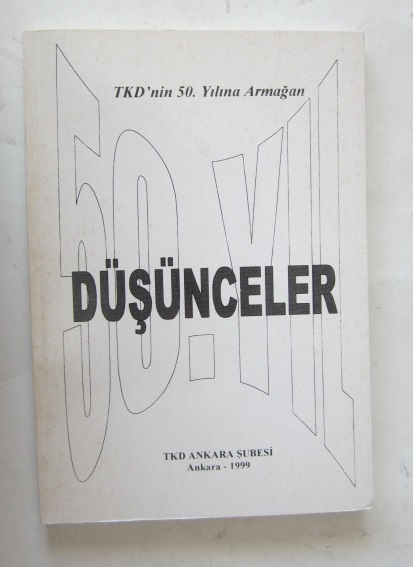 TKD'nin 50. Yılına Armağan
50. YIL
DÜŞÜNCELER
TKD ANKARA ŞUBESİ
Ankara - 1999